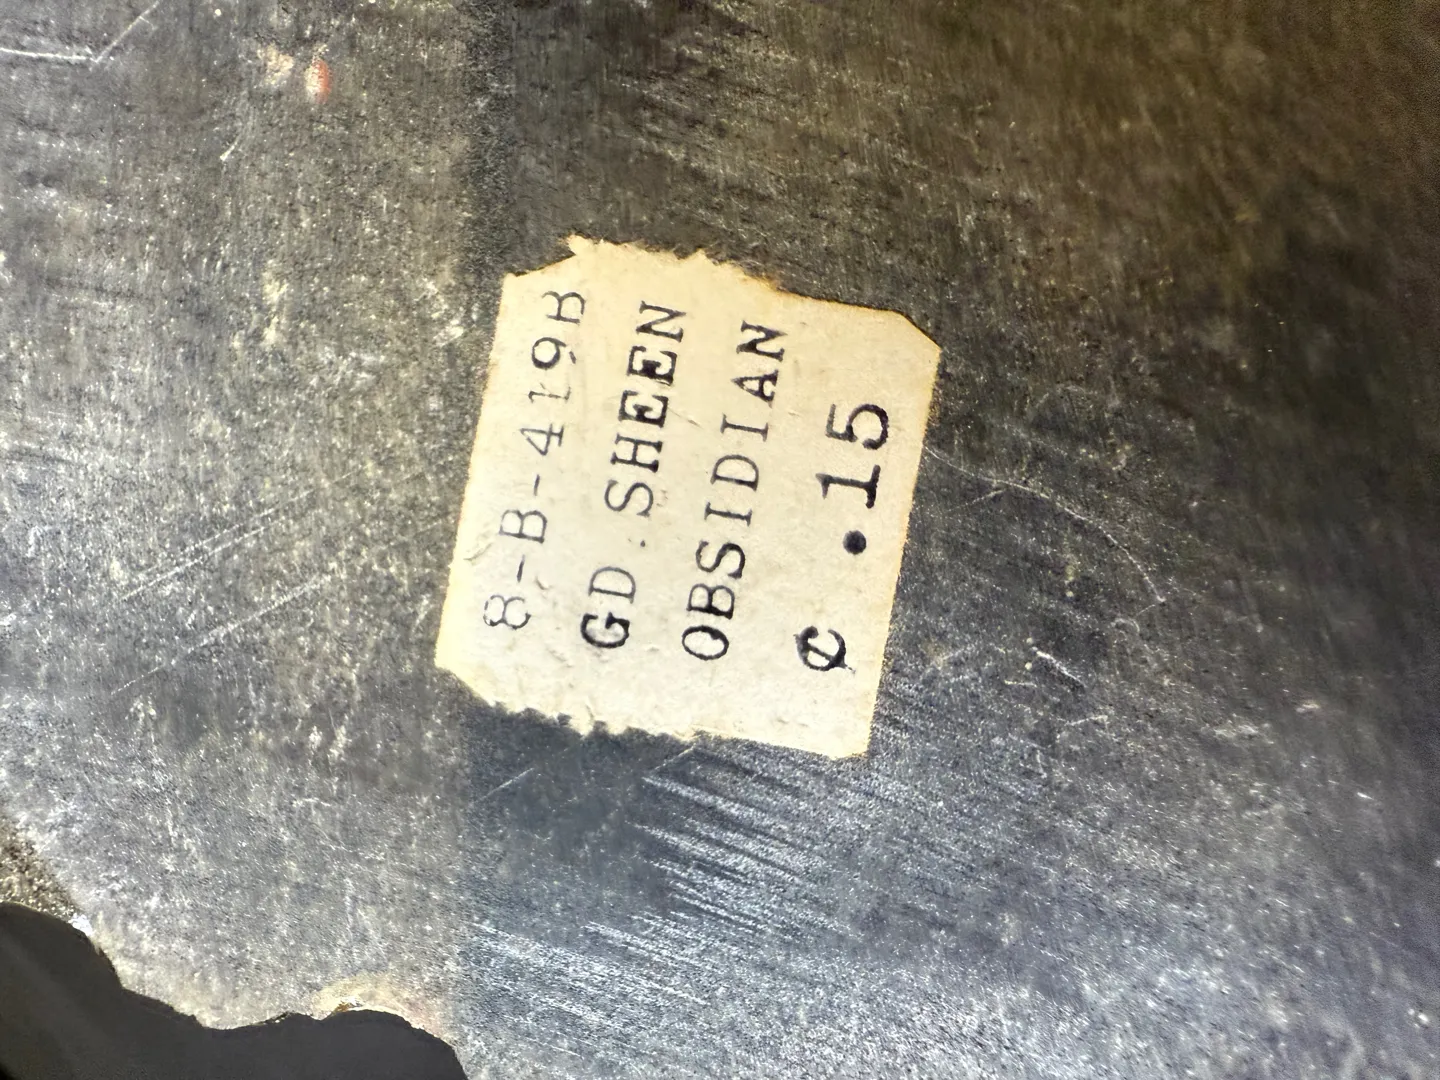 8-B-419B
GD. SHEEN
OBSIDIAN
¢ .15